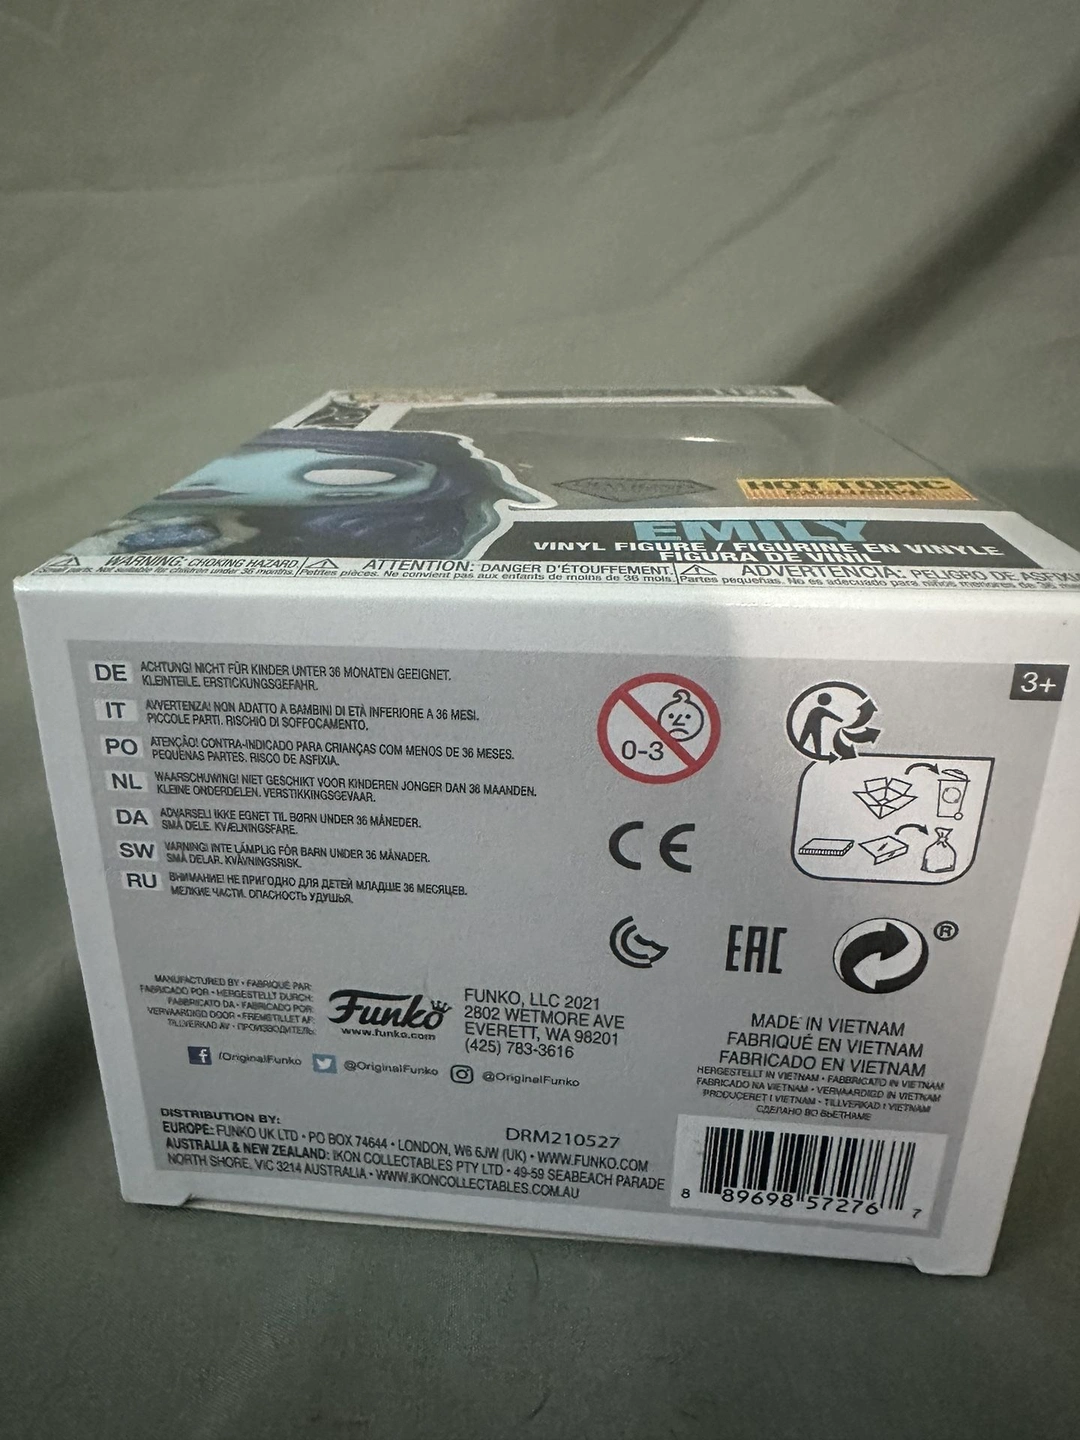 HOT TOPIC
EXCLUSIVE
EMILY
VINYL FIGURE / FIGURINE EN VINYLE
FIGURA DE VINIL
WARNING: CHOKING HAZARD
Small parts. Not suitable for children under 36 months.
ATTENTION: DANGER D'ÉTOUFFEMENT.
Petites pièces. Ne convient pas aux enfants de moins de 36 mois.
ADVERTENCIA: PELIGRO DE ASFIXIA
Partes pequeñas. No es adecuado para niños menores de 36
3+
DE ACHTUNG! NICHT FÜR KINDER UNTER 36 MONATEN GEEIGNET.
KLEINTEILE. ERSTICKUNGSGEFAHR.
IT AVVERTENZA! NON ADATTO A BAMBINI DI ETÀ INFERIORE A 36 MESI.
PICCOLE PARTI. RISCHIO DI SOFFOCAMENTO.
PO ATENÇÃO! CONTRA-INDICADO PARA CRIANÇAS COM MENOS DE 36 MESES.
PEQUENAS PARTES. RISCO DE ASFIXIA.
NL WAARSCHUWING! NIET GESCHIKT VOOR KINDEREN JONGER DAN 36 MAANDEN.
KLEINE ONDERDELEN. VERSTIKKINGSGEVAAR.
DA ADVARSEL! IKKE EGNET TIL BØRN UNDER 36 MÅNEDER.
SMÅ DELE. KVÆLNINGSFARE.
SW VARNING! INTE LÄMPLIG FÖR BARN UNDER 36 MÅNADER.
SMÅ DELAR. KVÄVNINGSRISK.
RU ВНИМАНИЕ! НЕ ПРИГОДНО ДЛЯ ДЕТЕЙ МЛАДШЕ 36 МЕСЯЦЕВ.
МЕЛКИЕ ЧАСТИ. ОПАСНОСТЬ УДУШЬЯ.
0-3
CE
EAC
®
MANUFACTURED BY • FABRIQUÉ PAR:
FABRICADO POR • HERGESTELLT DURCH:
FABBRICATO DA • FABRICADO POR:
VERVAARDIGD DOOR • FREMSTILLET AF:
TILLVERKAD AV • ПРОИЗВОДИТЕЛЬ:
Funko
www.funko.com
FUNKO, LLC 2021
2802 WETMORE AVE
EVERETT, WA 98201
(425) 783-3616
/OriginalFunko @OriginalFunko @OriginalFunko
MADE IN VIETNAM
FABRIQUÉ EN VIETNAM
FABRICADO EN VIETNAM
HERGESTELLT IN VIETNAM • FABBRICATO IN VIETNAM
FABRICADO NA VIETNAM • VERVAARDIGD IN VIETNAM
PRODUCERET I VIETNAM • TILLVERKAD I VIETNAM
СДЕЛАНО ВО ВЬЕТНАМЕ
DISTRIBUTION BY:
DRM210527
EUROPE: FUNKO UK LTD • PO BOX 74644 • LONDON, W6 6JW (UK) • WWW.FUNKO.COM
AUSTRALIA & NEW ZEALAND: IKON COLLECTABLES PTY LTD • 49-59 SEABEACH PARADE
NORTH SHORE, VIC 3214 AUSTRALIA • WWW.IKONCOLLECTABLES.COM.AU
8 89698 57276 7